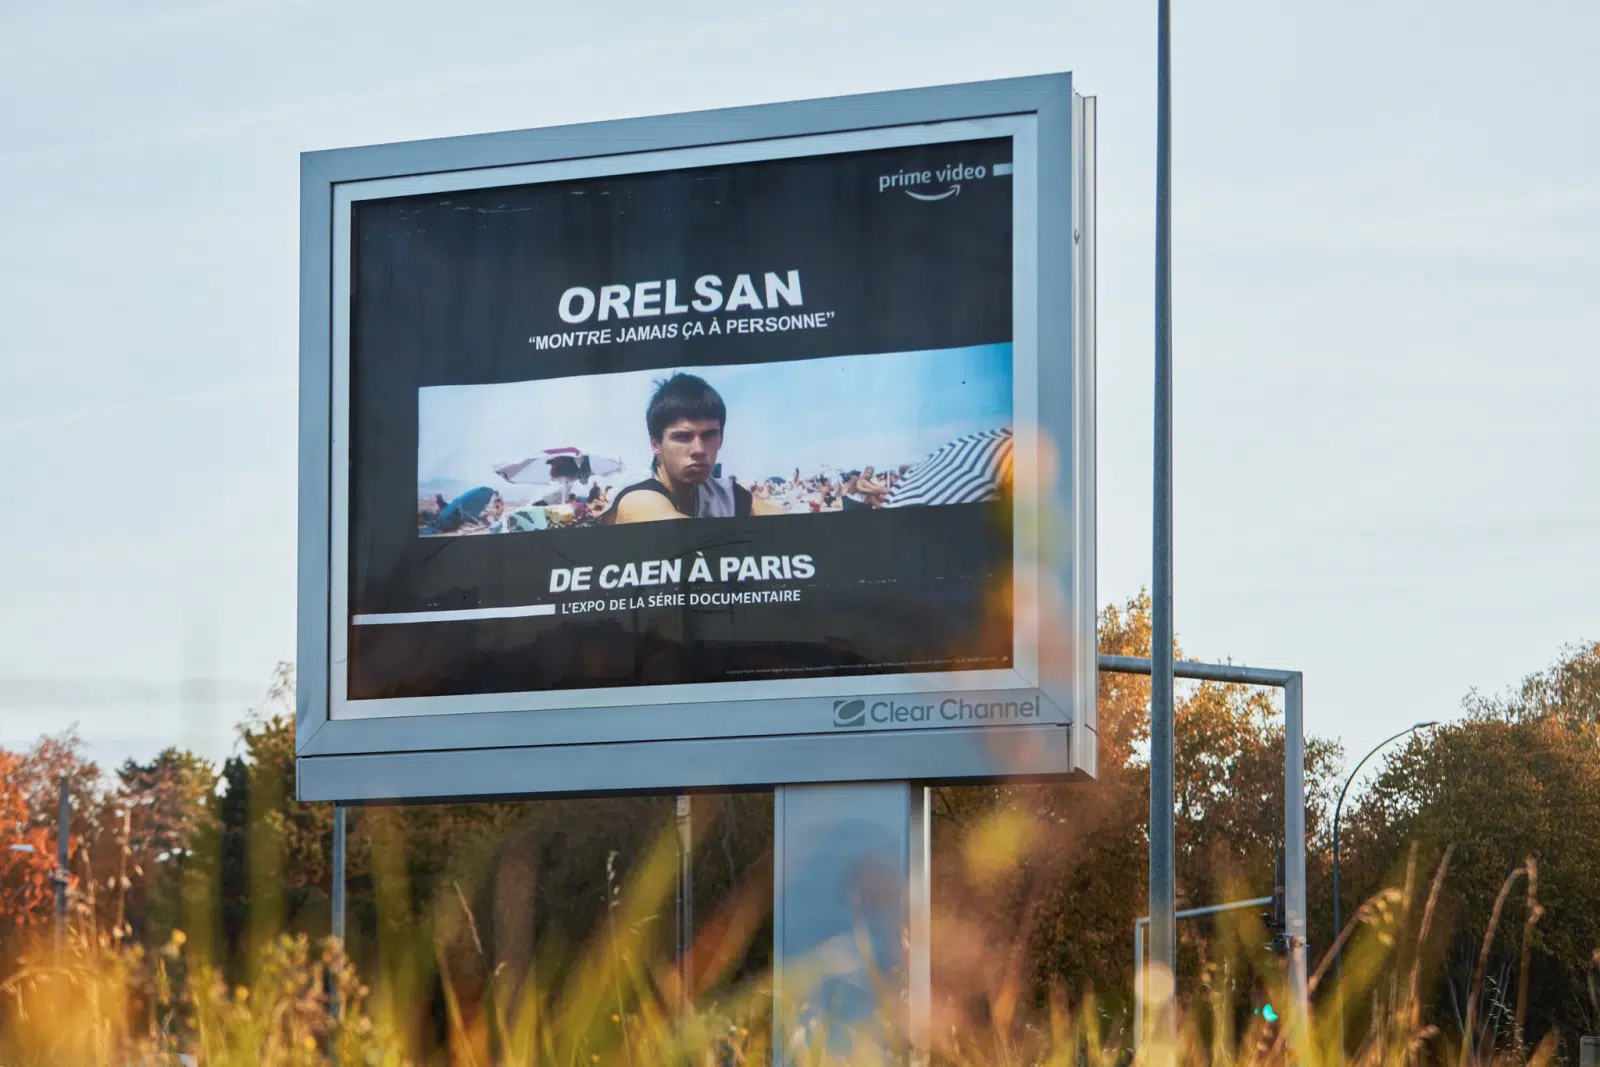 prime video
ORELSAN
“MONTRE JAMAIS ÇA À PERSONNE”
DE CAEN À PARIS
L'EXPO DE LA SÉRIE DOCUMENTAIRE
Clear Channel